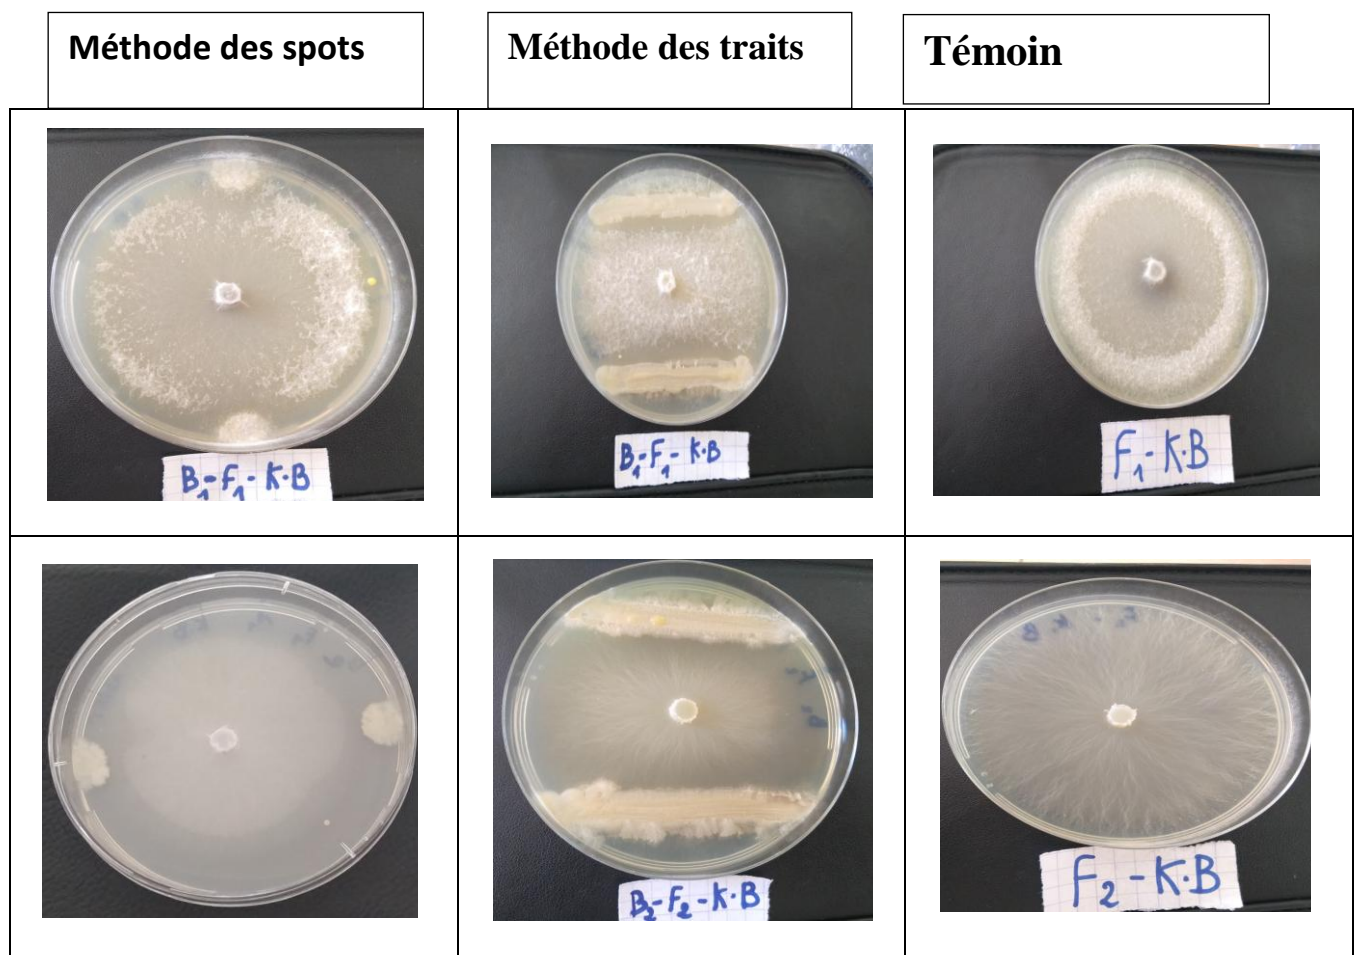 Méthode des spots
Méthode des traits
Témoin
B₁-F₁-K·B
B₁-F₁-K·B
F₁-K·B
B₂-F₂-K·B
F₂-K·B